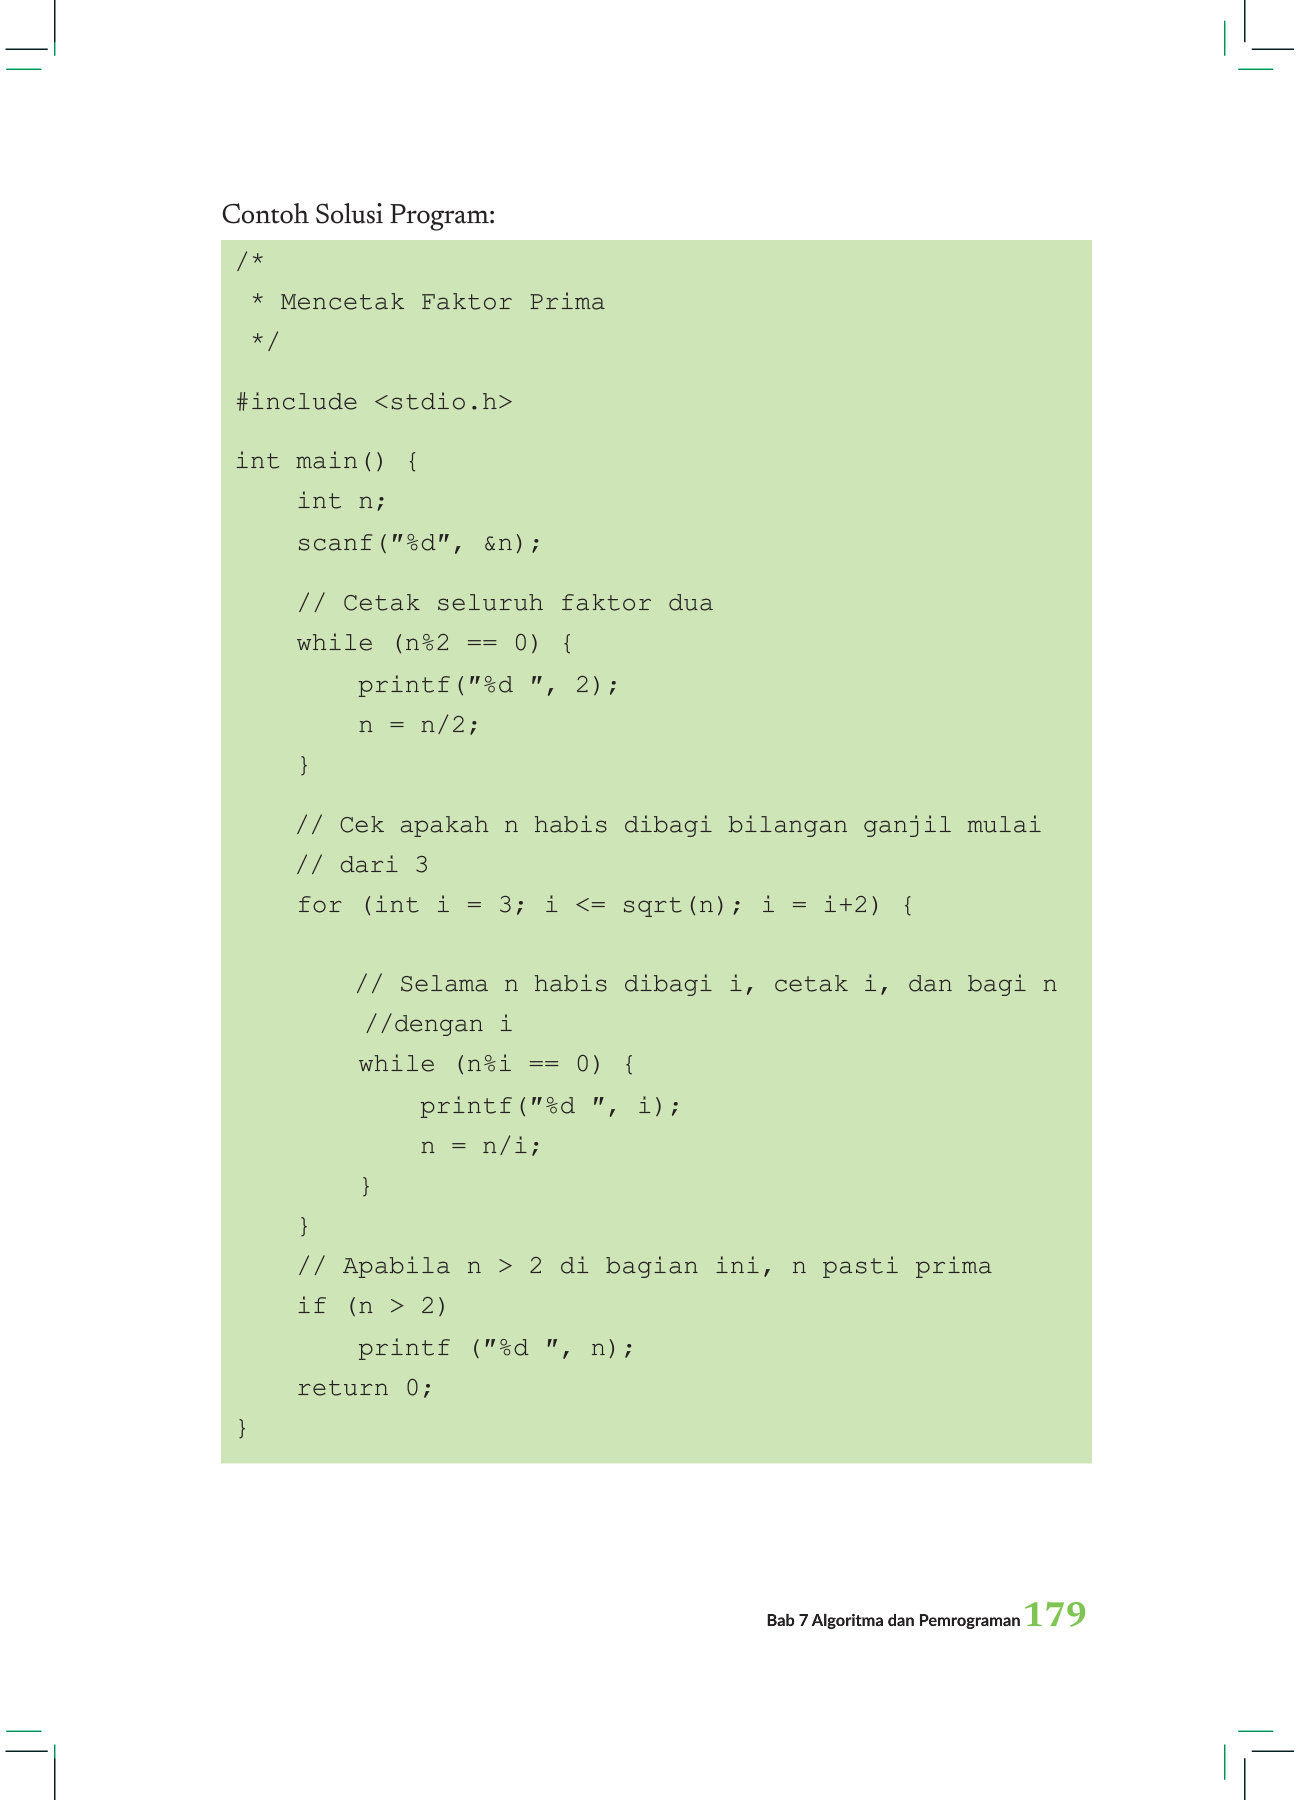 Contoh Solusi Program:
/*
 * Mencetak Faktor Prima
 */
#include <stdio.h>
int main() {
    int n;
    scanf("%d", &n);
    // Cetak seluruh faktor dua
    while (n%2 == 0) {
        printf("%d ", 2);
        n = n/2;
    }
    // Cek apakah n habis dibagi bilangan ganjil mulai
    // dari 3
    for (int i = 3; i <= sqrt(n); i = i+2) {
        // Selama n habis dibagi i, cetak i, dan bagi n
        //dengan i
        while (n%i == 0) {
            printf("%d ", i);
            n = n/i;
        }
    }
    // Apabila n > 2 di bagian ini, n pasti prima
    if (n > 2)
        printf ("%d ", n);
    return 0;
}
Bab 7 Algoritma dan Pemrograman 179